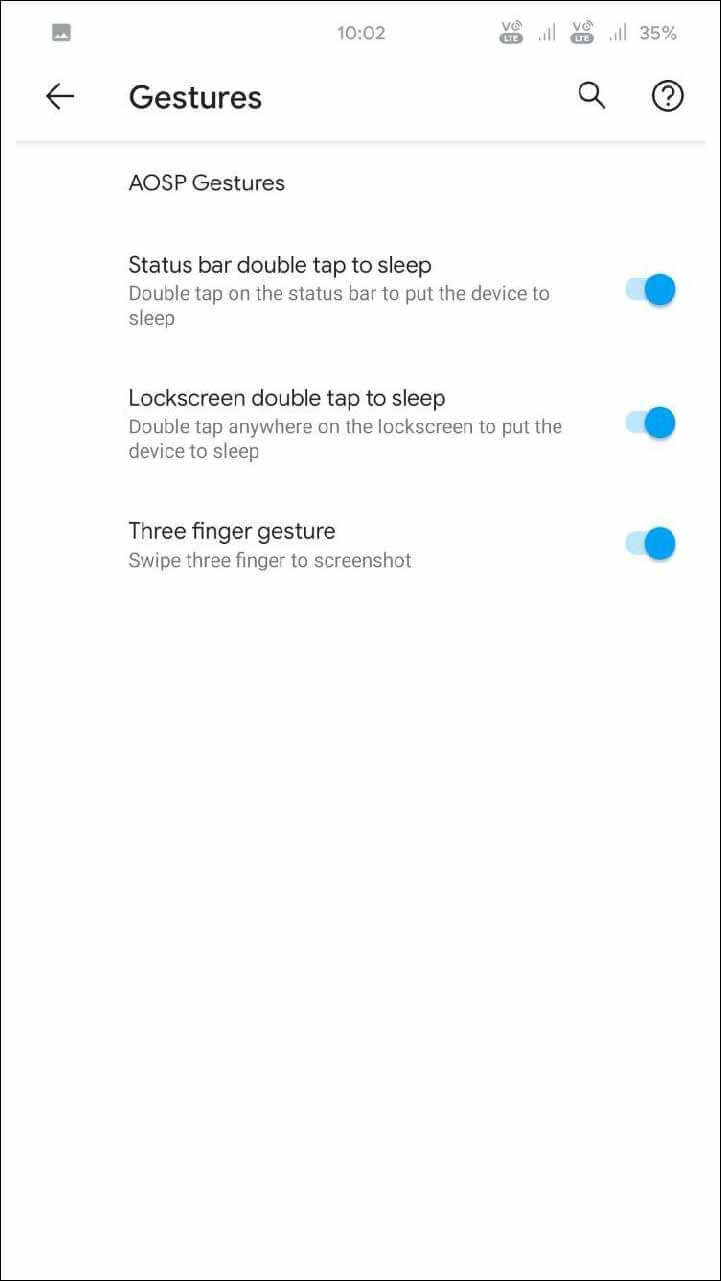 10:02 Vo LTE Vo LTE 35%
Gestures
AOSP Gestures
Status bar double tap to sleep
Double tap on the status bar to put the device to
sleep
Lockscreen double tap to sleep
Double tap anywhere on the lockscreen to put the
device to sleep
Three finger gesture
Swipe three finger to screenshot